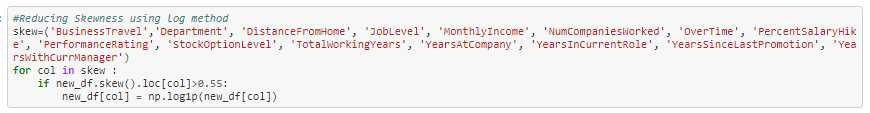 #Reducing Skewness using log method
skew=('BusinessTravel','Department', 'DistanceFromHome', 'JobLevel', 'MonthlyIncome', 'NumCompaniesWorked', 'OverTime', 'PercentSalaryHik
e', 'PerformanceRating', 'StockOptionLevel', 'TotalWorkingYears', 'YearsAtCompany', 'YearsInCurrentRole', 'YearsSinceLastPromotion', 'Yea
rsWithCurrManager')
for col in skew :
    if new_df.skew().loc[col]>0.55:
        new_df[col] = np.log1p(new_df[col])